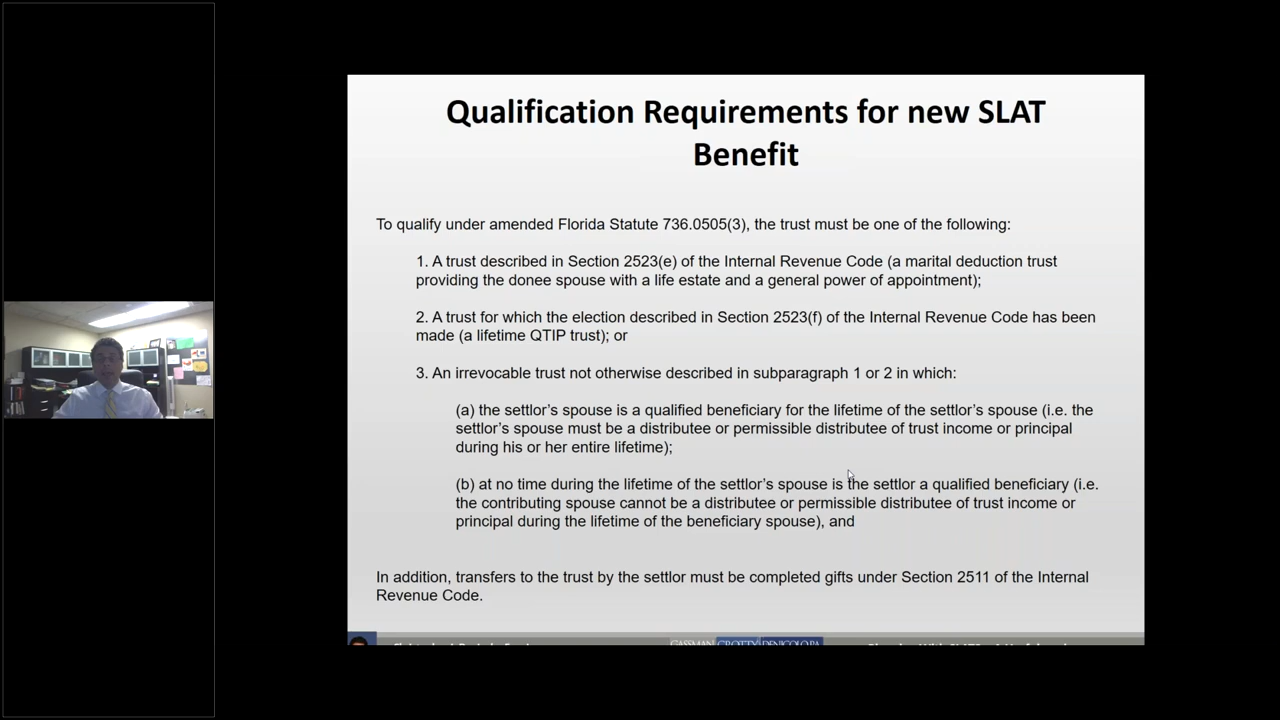 Qualification Requirements for new SLAT
Benefit
To qualify under amended Florida Statute 736.0505(3), the trust must be one of the following:
1. A trust described in Section 2523(e) of the Internal Revenue Code (a marital deduction trust
providing the donee spouse with a life estate and a general power of appointment);
2. A trust for which the election described in Section 2523(f) of the Internal Revenue Code has been
made (a lifetime QTIP trust); or
3. An irrevocable trust not otherwise described in subparagraph 1 or 2 in which:
(a) the settlor’s spouse is a qualified beneficiary for the lifetime of the settlor’s spouse (i.e. the
settlor’s spouse must be a distributee or permissible distributee of trust income or principal
during his or her entire lifetime);
(b) at no time during the lifetime of the settlor’s spouse is the settlor a qualified beneficiary (i.e.
the contributing spouse cannot be a distributee or permissible distributee of trust income or
principal during the lifetime of the beneficiary spouse), and
In addition, transfers to the trust by the settlor must be completed gifts under Section 2511 of the Internal
Revenue Code.
GASSMAN CROTTY DENICOLO PA